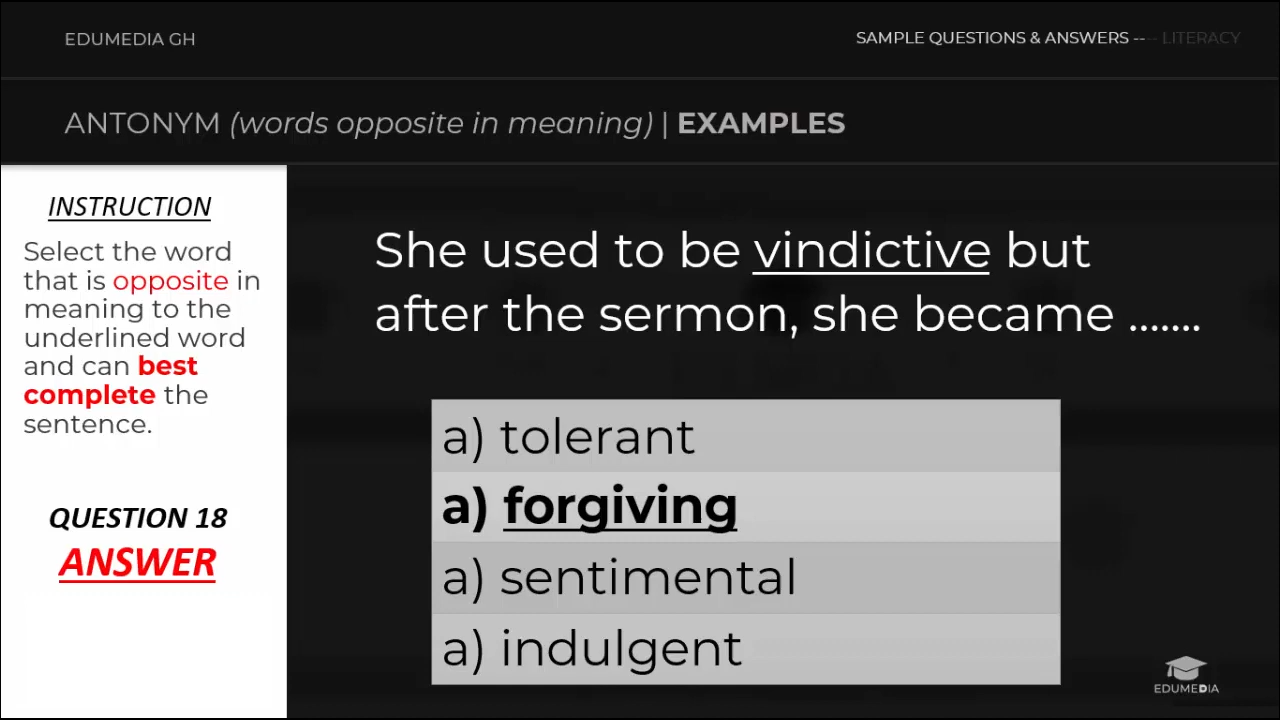 EDUMEDIA GH
SAMPLE QUESTIONS & ANSWERS ---- LITERACY
ANTONYM (words opposite in meaning) | EXAMPLES
INSTRUCTION
Select the word
that is opposite in
meaning to the
underlined word
and can best
complete the
sentence.
QUESTION 18
ANSWER
She used to be vindictive but
after the sermon, she became .......
a) tolerant
a) forgiving
a) sentimental
a) indulgent
EDUMEDIA